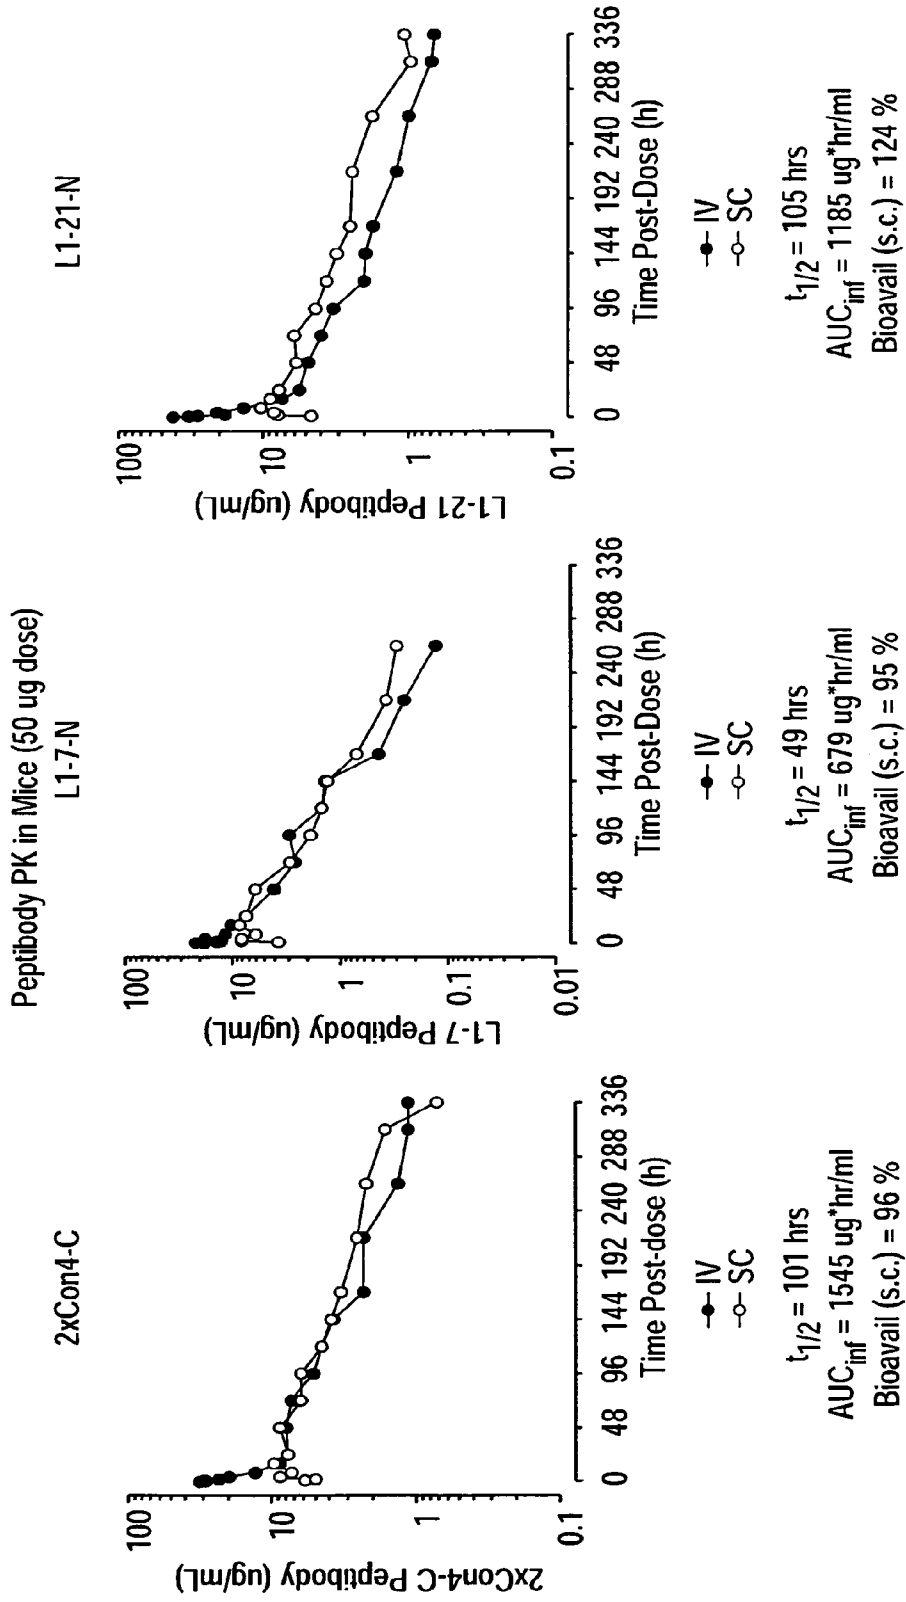 Peptibody PK in Mice (50 ug dose)
2xCon4-C
2xCon4-C Peptibody (ug/mL)
100
10
1
0.1
0 48 96 144 192 240 288 336
Time Post-dose (h)
IV
SC
t1/2 = 101 hrs
AUCinf = 1545 ug*hr/ml
Bioavail (s.c.) = 96 %
L1-7-N
L1-7 Peptibody (ug/mL)
100
10
1
0.1
0.01
0 48 96 144 192 240 288 336
Time Post-Dose (h)
IV
SC
t1/2 = 49 hrs
AUCinf = 679 ug*hr/ml
Bioavail (s.c.) = 95 %
L1-21-N
L1-21 Peptibody (ug/mL)
100
10
1
0.1
0 48 96 144 192 240 288 336
Time Post-Dose (h)
IV
SC
t1/2 = 105 hrs
AUCinf = 1185 ug*hr/ml
Bioavail (s.c.) = 124 %